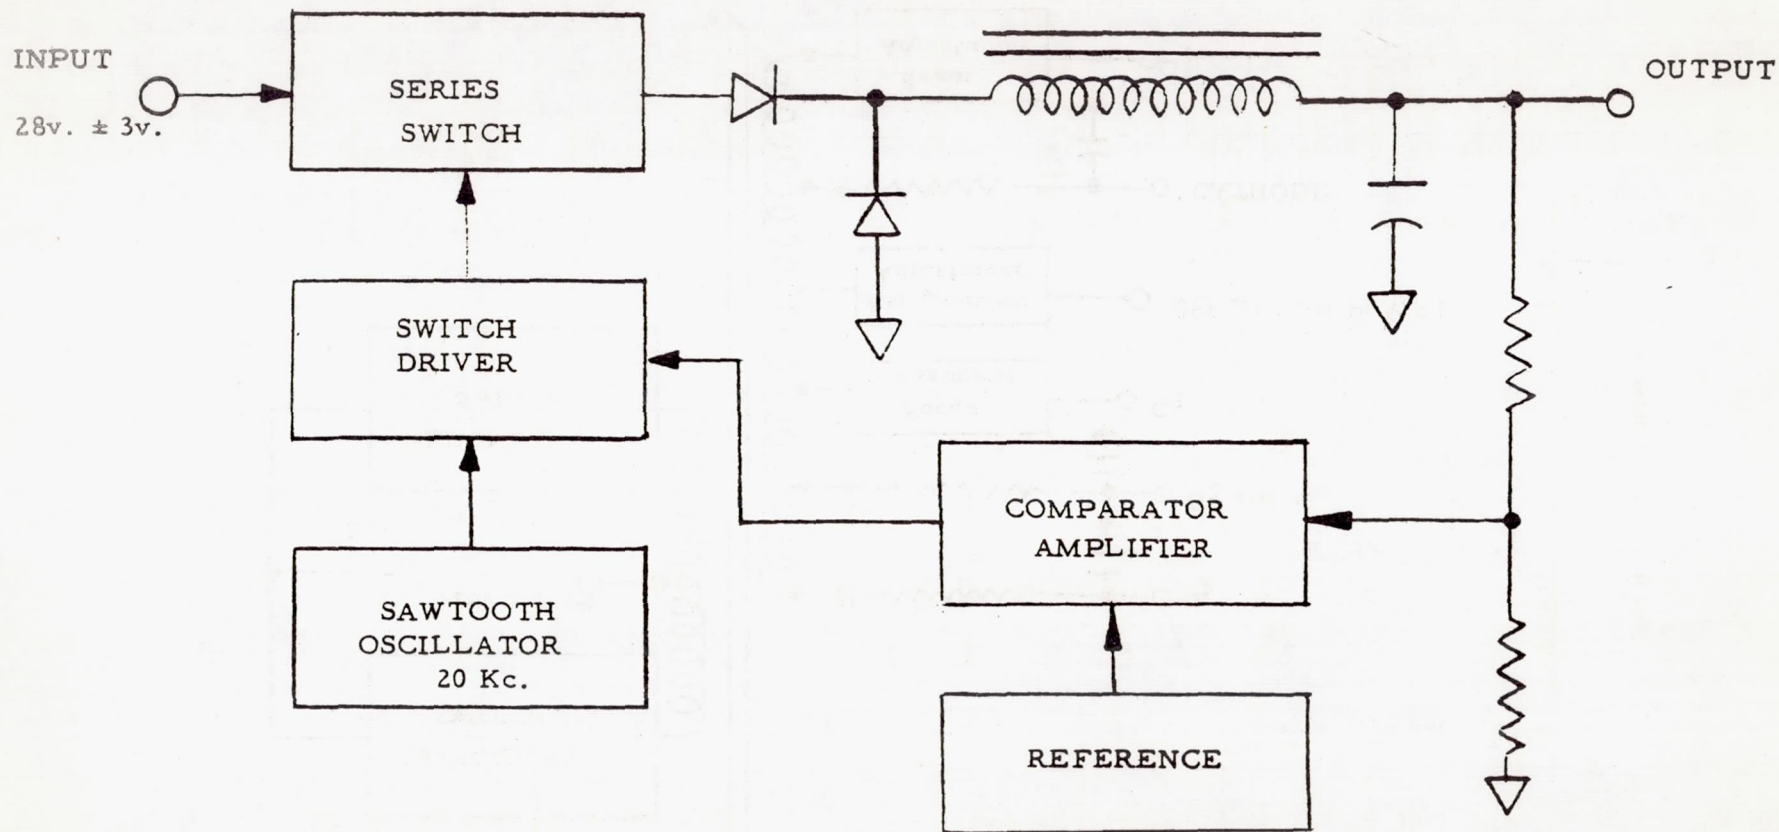 INPUT
28v. ± 3v.
SERIES
SWITCH
OUTPUT
SWITCH
DRIVER
COMPARATOR
AMPLIFIER
SAWTOOTH
OSCILLATOR
20 Kc.
REFERENCE